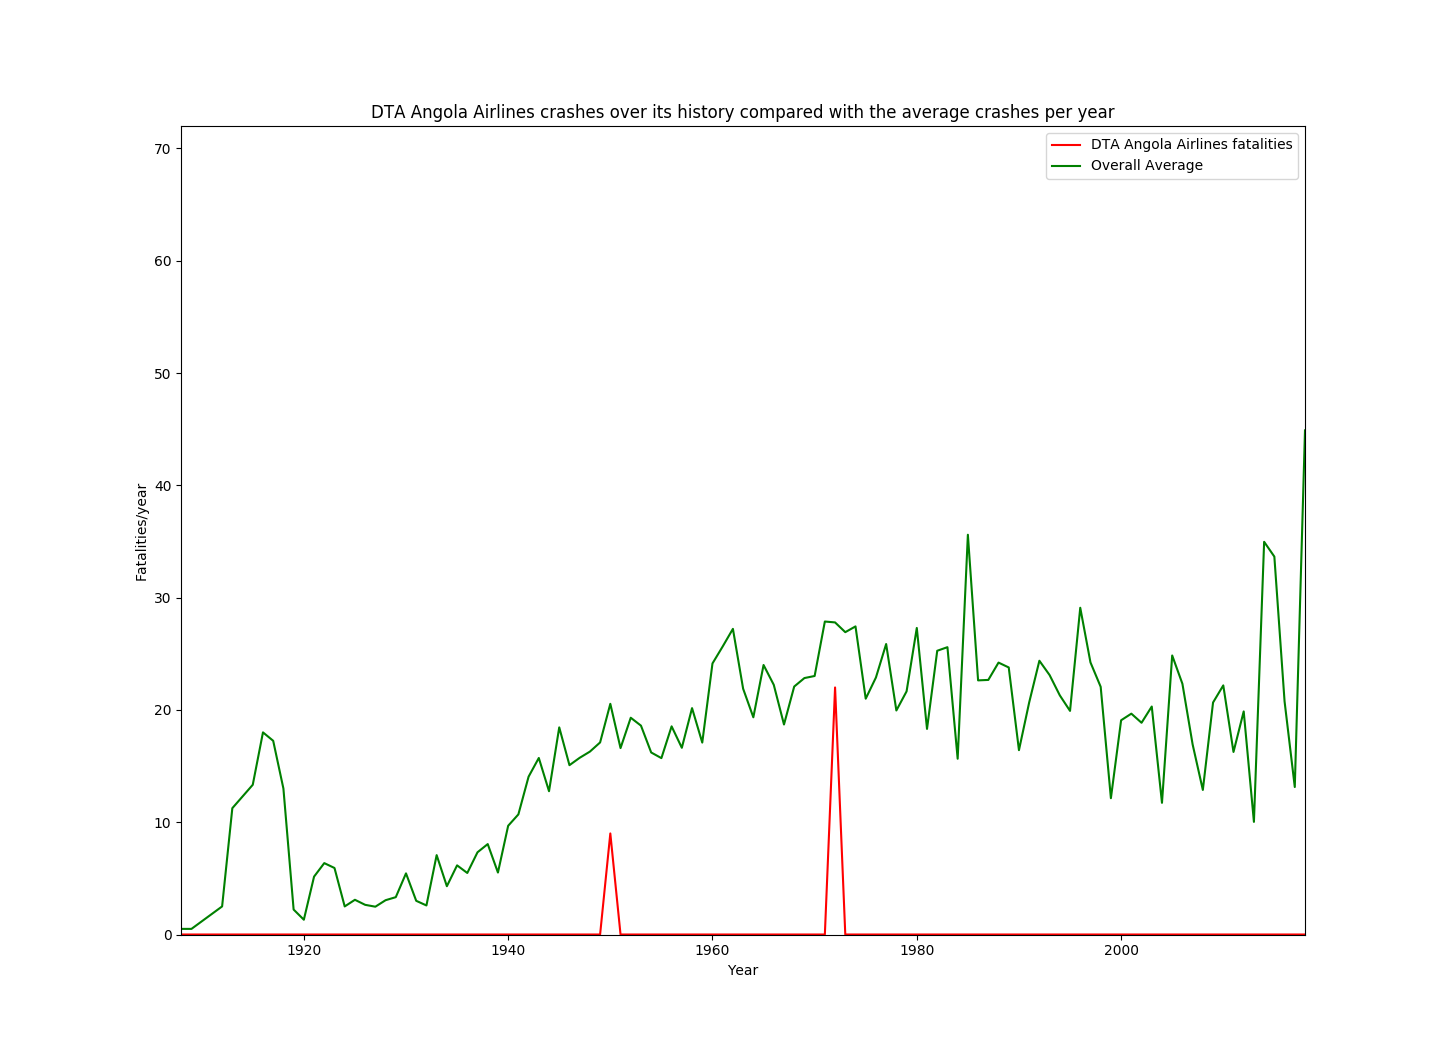 DTA Angola Airlines crashes over its history compared with the average crashes per year
DTA Angola Airlines fatalities
Overall Average
70
60
50
40
30
20
10
0
Fatalities/year
1920 1940 1960 1980 2000
Year